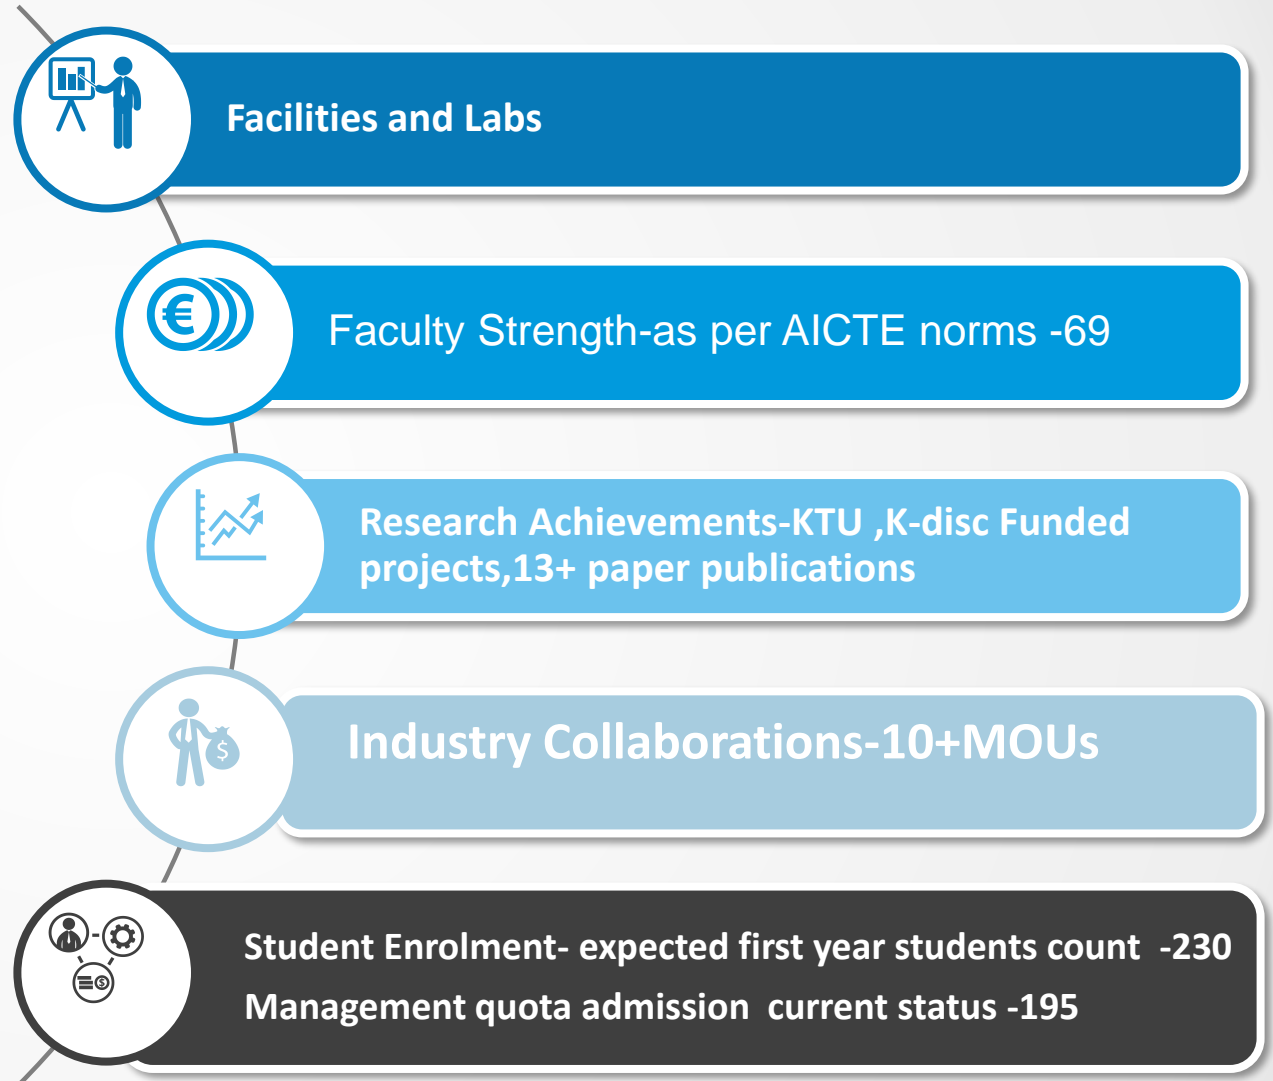 Facilities and Labs
Faculty Strength-as per AICTE norms -69
Research Achievements-KTU ,K-disc Funded
projects,13+ paper publications
Industry Collaborations-10+MOUs
Student Enrolment- expected first year students count -230
Management quota admission current status -195